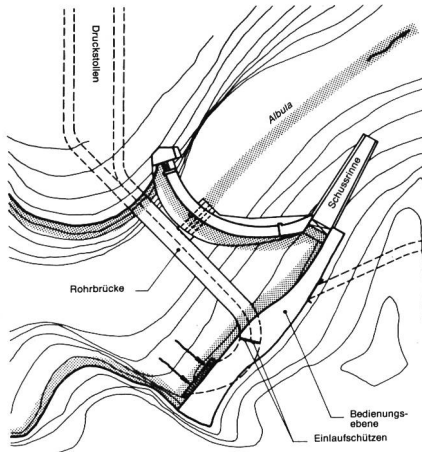 Druckstollen
Albula
Schussrinne
Rohrbrücke
Bedienungs-
ebene
Einlaufschützen